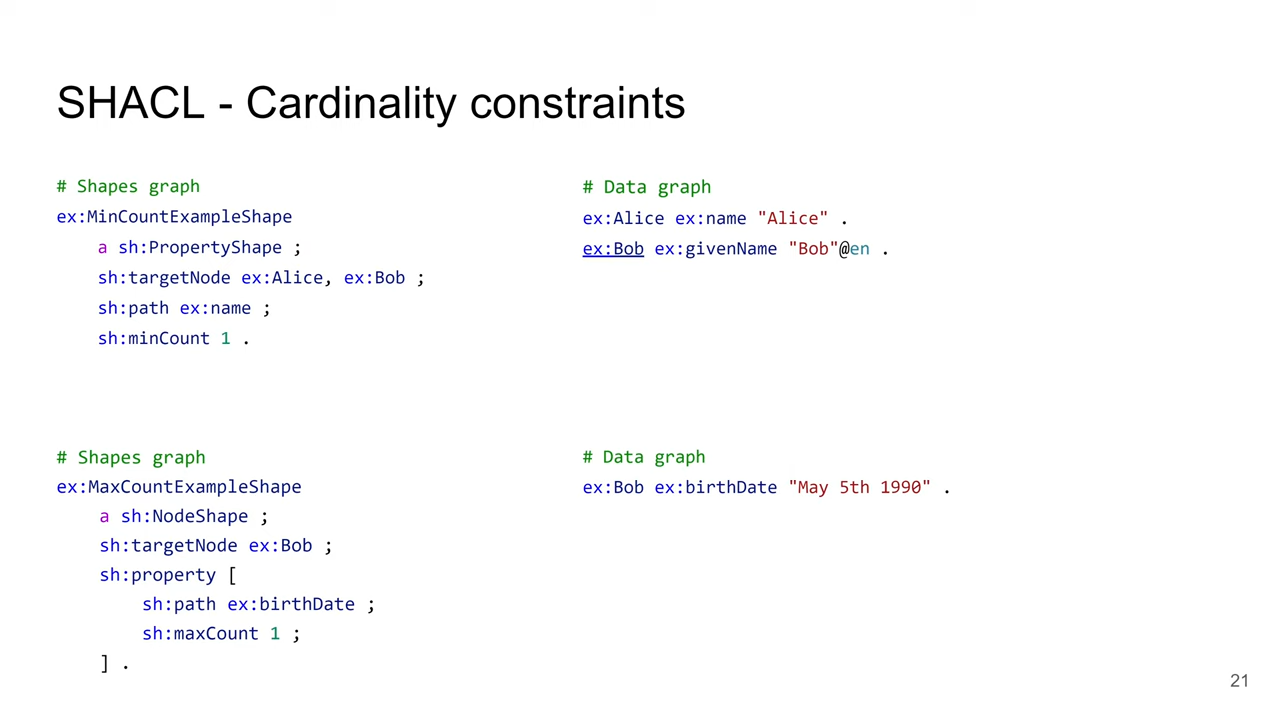 SHACL - Cardinality constraints
# Shapes graph
ex:MinCountExampleShape
    a sh:PropertyShape ;
    sh:targetNode ex:Alice, ex:Bob ;
    sh:path ex:name ;
    sh:minCount 1 .
# Data graph
ex:Alice ex:name "Alice" .
ex:Bob ex:givenName "Bob"@en .
# Shapes graph
ex:MaxCountExampleShape
    a sh:NodeShape ;
    sh:targetNode ex:Bob ;
    sh:property [
        sh:path ex:birthDate ;
        sh:maxCount 1 ;
    ] .
# Data graph
ex:Bob ex:birthDate "May 5th 1990" .
21